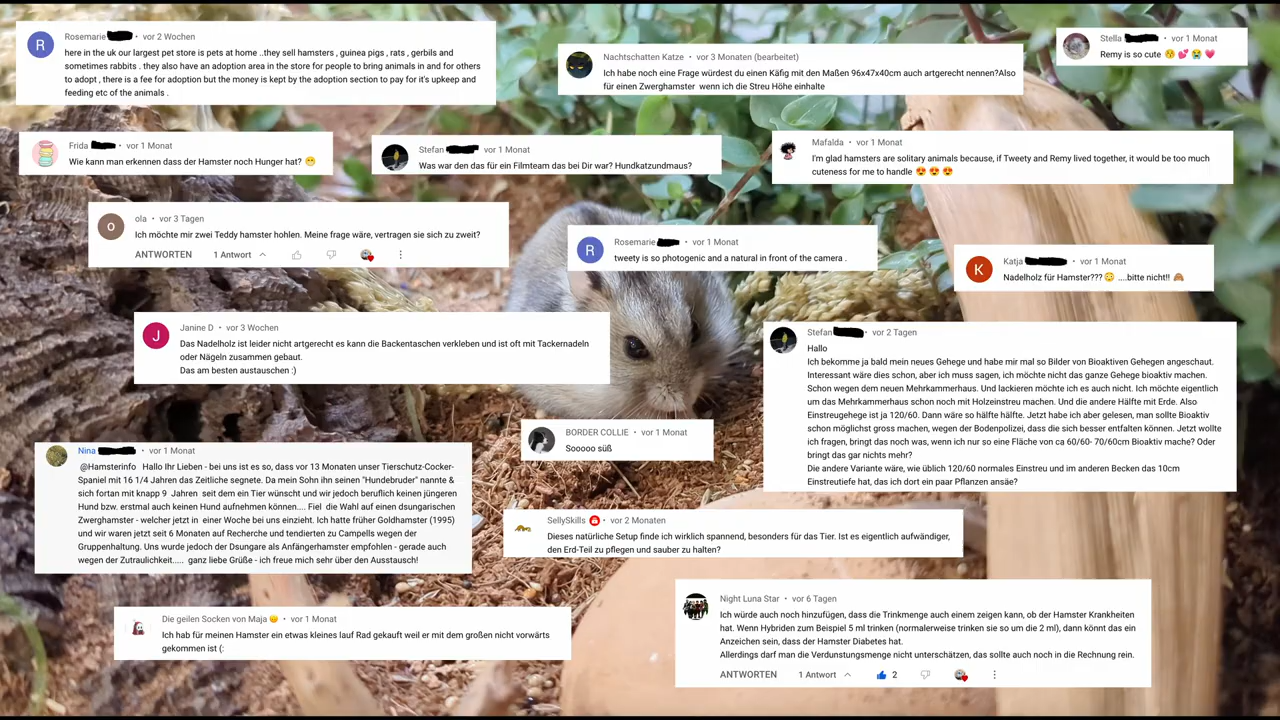 Rosemarie • vor 2 Wochen
here in the uk our largest pet store is pets at home ..they sell hamsters , guinea pigs , rats , gerbils and
sometimes rabbits . they also have an adoption area in the store for people to bring animals in and for others
to adopt , there is a fee for adoption but the money is kept by the adoption section to pay for it's upkeep and
feeding etc of the animals .
Nachtschatten Katze • vor 3 Monaten (bearbeitet)
Ich habe noch eine Frage würdest du einen Käfig mit den Maßen 96x47x40cm auch artgerecht nennen?Also
für einen Zwerghamster wenn ich die Streu Höhe einhalte
Stella • vor 1 Monat
Remy is so cute 😚 💕 😭 💗
Frida • vor 1 Monat
Wie kann man erkennen dass der Hamster noch Hunger hat? 😁
Stefan • vor 1 Monat
Was war den das für ein Filmteam das bei Dir war? Hundkatzundmaus?
Mafalda • vor 1 Monat
I'm glad hamsters are solitary animals because, if Tweety and Remy lived together, it would be too much
cuteness for me to handle 😍 😍 😍
ola • vor 3 Tagen
Ich möchte mir zwei Teddy hamster hohlen. Meine frage wäre, vertragen sie sich zu zweit?
ANTWORTEN 1 Antwort
Rosemarie • vor 1 Monat
tweety is so photogenic and a natural in front of the camera .
Katja • vor 1 Monat
Nadelholz für Hamster??? 😳 ....bitte nicht!! 🙈
Janine D • vor 3 Wochen
Das Nadelholz ist leider nicht artgerecht es kann die Backentaschen verkleben und ist oft mit Tackernadeln
oder Nägeln zusammen gebaut.
Das am besten austauschen :)
Stefan • vor 2 Tagen
Hallo
Ich bekomme ja bald mein neues Gehege und habe mir mal so Bilder von Bioaktiven Gehegen angeschaut.
Interessant wäre dies schon, aber ich muss sagen, ich möchte nicht das ganze Gehege bioaktiv machen.
Schon wegen dem neuen Mehrkammerhaus. Und lackieren möchte ich es auch nicht. Ich möchte eigentlich
um das Mehrkammerhaus schon noch mit Holzeinstreu machen. Und die andere Hälfte mit Erde. Also
Einstreugehege ist ja 120/60. Dann wäre so hälfte hälfte. Jetzt habe ich aber gelesen, man sollte Bioaktiv
schon möglichst gross machen, wegen der Bodenpolizei, dass die sich besser entfalten können. Jetzt wollte
ich fragen, bringt das noch was, wenn ich nur so eine Fläche von ca 60/60- 70/60cm Bioaktiv mache? Oder
bringt das gar nichts mehr?
Die andere Variante wäre, wie üblich 120/60 normales Einstreu und im anderen Becken das 10cm
Einstreutiefe hat, das ich dort ein paar Pflanzen ansäe?
BORDER COLLIE • vor 1 Monat
Sooooo süß
Nina • vor 1 Monat
@Hamsterinfo Hallo Ihr Lieben - bei uns ist es so, dass vor 13 Monaten unser Tierschutz-Cocker-
Spaniel mit 16 1/4 Jahren das Zeitliche segnete. Da mein Sohn ihn seinen "Hundebruder" nannte &
sich fortan mit knapp 9 Jahren seit dem ein Tier wünscht und wir jedoch beruflich keinen jüngeren
Hund bzw. erstmal auch keinen Hund aufnehmen können.... Fiel die Wahl auf einen dsungarischen
Zwerghamster - welcher jetzt in einer Woche bei uns einzieht. Ich hatte früher Goldhamster (1995)
und wir waren jetzt seit 6 Monaten auf Recherche und tendierten zu Campells wegen der
Gruppenhaltung. Uns wurde jedoch der Dsungare als Anfängerhamster empfohlen - gerade auch
wegen der Zutraulichkeit..... ganz liebe Grüße - ich freue mich sehr über den Ausstausch!
SellySkills • vor 2 Monaten
Dieses natürliche Setup finde ich wirklich spannend, besonders für das Tier. Ist es eigentlich aufwändiger,
den Erd-Teil zu pflegen und sauber zu halten?
Night Luna Star • vor 6 Tagen
Ich würde auch noch hinzufügen, dass die Trinkmenge auch einem zeigen kann, ob der Hamster Krankheiten
hat. Wenn Hybriden zum Beispiel 5 ml trinken (normalerweise trinken sie so um die 2 ml), dann könnt das ein
Anzeichen sein, dass der Hamster Diabetes hat.
Allerdings darf man die Verdunstungsmenge nicht unterschätzen, das sollte auch noch in die Rechnung rein.
ANTWORTEN 1 Antwort 2
Die geilen Socken von Maja 😑 • vor 1 Monat
Ich hab für meinen Hamster ein etwas kleines lauf Rad gekauft weil er mit dem großen nicht vorwärts
gekommen ist (: